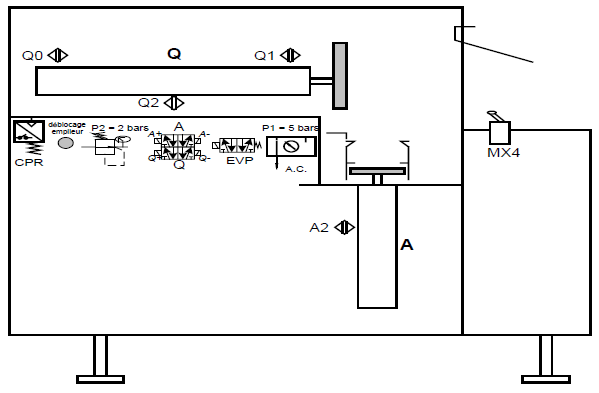 Q0
Q
Q1
Q2
déblocage
empileur
P2 = 2 bars
A
P1 = 5 bars
A+
A-
CPR
Q+
Q-
Q
EVP
A.C.
MX4
A2
A